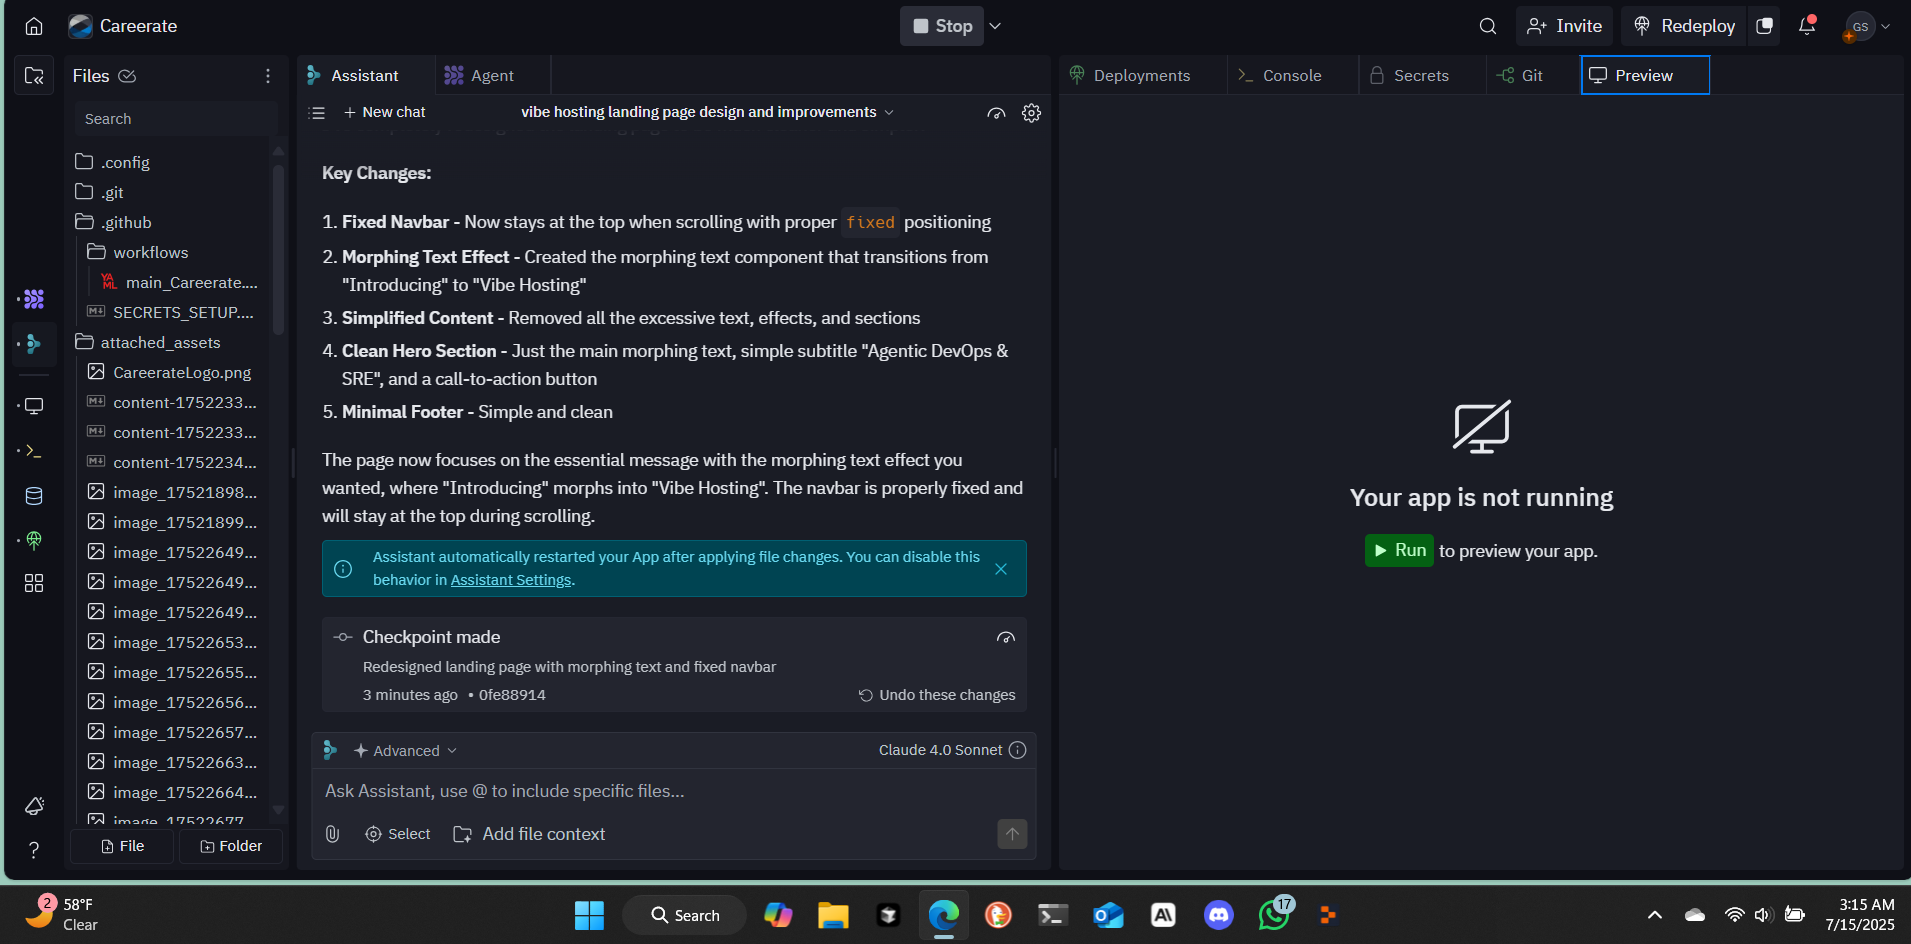 Careerate
Stop
Invite
Redeploy
GS
Files
Search
.config
.git
.github
workflows
main_Careerate....
SECRETS_SETUP....
attached_assets
CareerateLogo.png
content-1752233...
content-1752233...
content-1752234...
image_17521898...
image_17521899...
image_17522649...
image_17522649...
image_17522649...
image_17522653...
image_17522655...
image_17522656...
image_17522657...
image_17522663...
image_17522664...
image_1752267...
File
Folder
Assistant
Agent
New chat
vibe hosting landing page design and improvements
Key Changes:
1. Fixed Navbar - Now stays at the top when scrolling with proper fixed positioning
2. Morphing Text Effect - Created the morphing text component that transitions from
"Introducing" to "Vibe Hosting"
3. Simplified Content - Removed all the excessive text, effects, and sections
4. Clean Hero Section - Just the main morphing text, simple subtitle "Agentic DevOps &
SRE", and a call-to-action button
5. Minimal Footer - Simple and clean
The page now focuses on the essential message with the morphing text effect you
wanted, where "Introducing" morphs into "Vibe Hosting". The navbar is properly fixed and
will stay at the top during scrolling.
Assistant automatically restarted your App after applying file changes. You can disable this
behavior in Assistant Settings.
Checkpoint made
Redesigned landing page with morphing text and fixed navbar
3 minutes ago • 0fe88914
Undo these changes
Advanced
Claude 4.0 Sonnet
Ask Assistant, use @ to include specific files...
Select
Add file context
Deployments
Console
Secrets
Git
Preview
Your app is not running
Run to preview your app.
2
58°F
Clear
Search
17
3:15 AM
7/15/2025